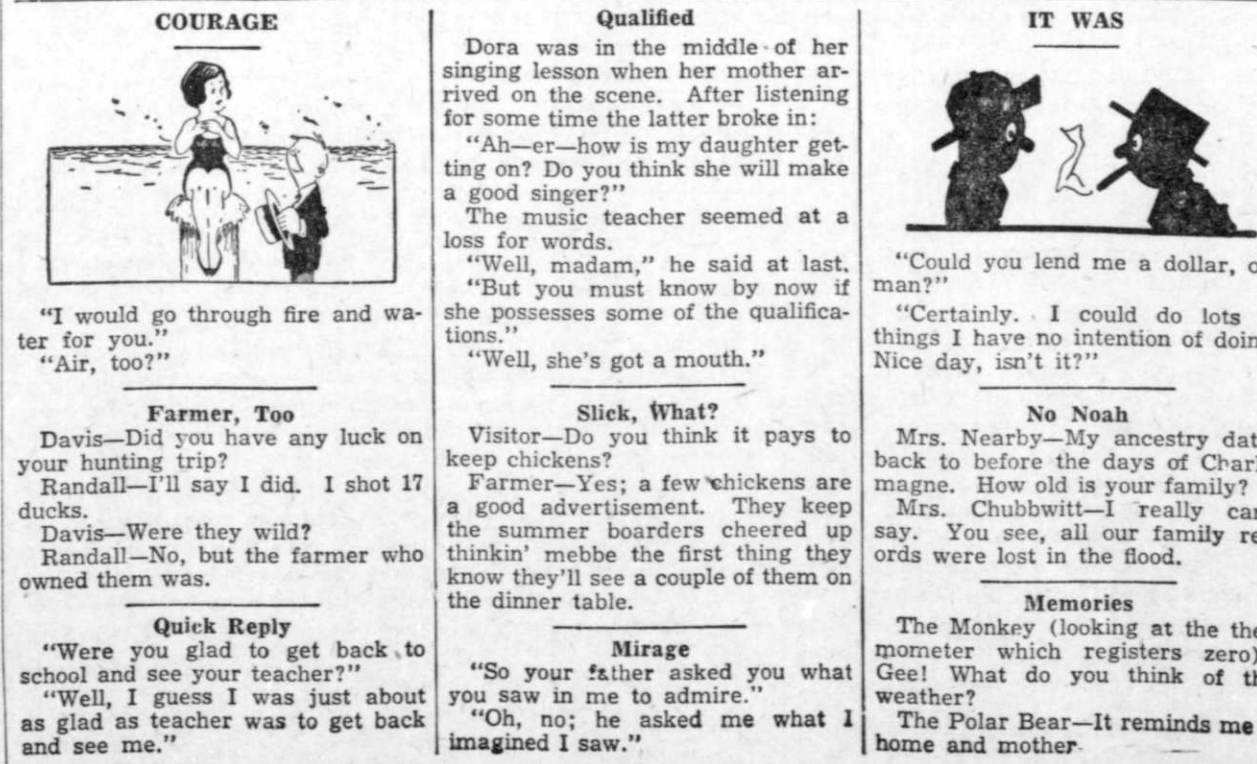 COURAGE
"I would go through fire and wa-
ter for you."
"Air, too?"
Farmer, Too
Davis—Did you have any luck on
your hunting trip?
Randall—I'll say I did. I shot 17
ducks.
Davis—Were they wild?
Randall—No, but the farmer who
owned them was.
Quick Reply
"Were you glad to get back to
school and see your teacher?"
"Well, I guess I was just about
as glad as teacher was to get back
and see me."
Qualified
Dora was in the middle of her
singing lesson when her mother ar-
rived on the scene. After listening
for some time the latter broke in:
"Ah—er—how is my daughter get-
ting on? Do you think she will make
a good singer?"
The music teacher seemed at a
loss for words.
"Well, madam," he said at last.
"But you must know by now if
she possesses some of the qualifica-
tions."
"Well, she's got a mouth."
Slick, What?
Visitor—Do you think it pays to
keep chickens?
Farmer—Yes; a few chickens are
a good advertisement. They keep
the summer boarders cheered up
thinkin' mebbe the first thing they
know they'll see a couple of them on
the dinner table.
Mirage
"So your father asked you what
you saw in me to admire."
"Oh, no; he asked me what I
imagined I saw."
IT WAS
"Could you lend me a dollar, o
man?"
"Certainly. I could do lots
things I have no intention of doin
Nice day, isn't it?"
No Noah
Mrs. Nearby—My ancestry dat
back to before the days of Charl
magne. How old is your family?
Mrs. Chubbwitt—I really can
say. You see, all our family re
ords were lost in the flood.
Memories
The Monkey (looking at the the
mometer which registers zero)
Gee! What do you think of th
weather?
The Polar Bear—It reminds me
home and mother